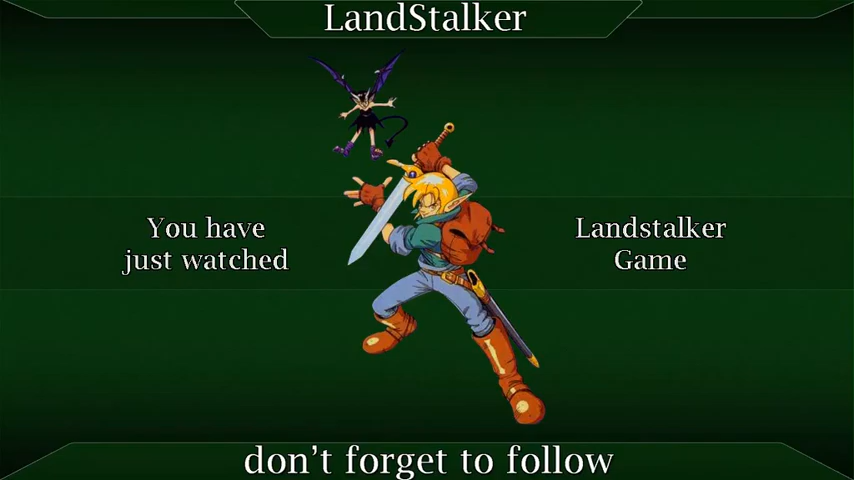 LandStalker
You have
just watched
Landstalker
Game
don't forget to follow